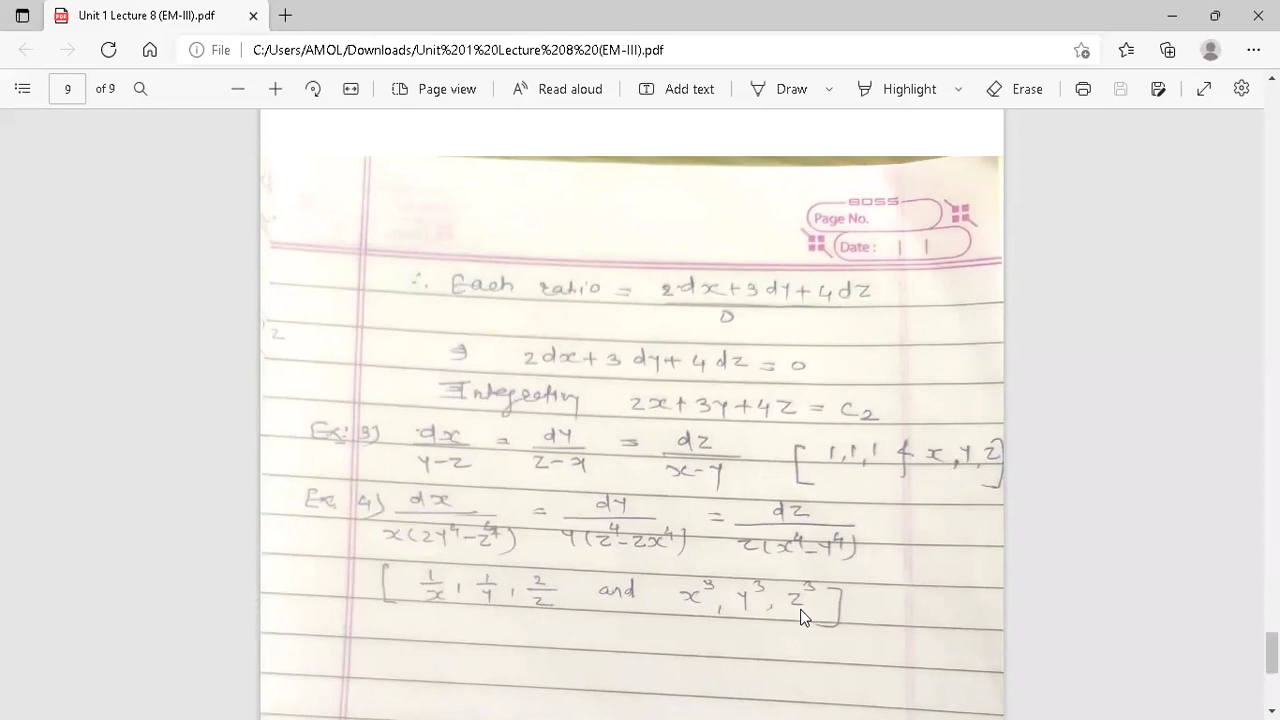 Unit 1 Lecture 8 (EM-III).pdf
File C:/Users/AMOL/Downloads/Unit%201%20Lecture%208%20(EM-III).pdf
9 of 9 Page view Read aloud Add text Draw Highlight Erase
BOSS
Page No.
Date : | |
∴ Each ratio = 2dx+3dy+4dz / 0
⇒ 2dx+3dy+4dz = 0
Integrating 2x+3y+4z = c₂
Ex: 3) dx/(y-z) = dy/(z-x) = dz/(x-y) [1,1,1 & x,y,z]
Ex. 4) dx/(x(2y⁴-z⁴)) = dy/(y(z⁴-2x⁴)) = dz/(z(x⁴-y⁴))
[1/x, 1/y, 2/z and x³, y³, z³]